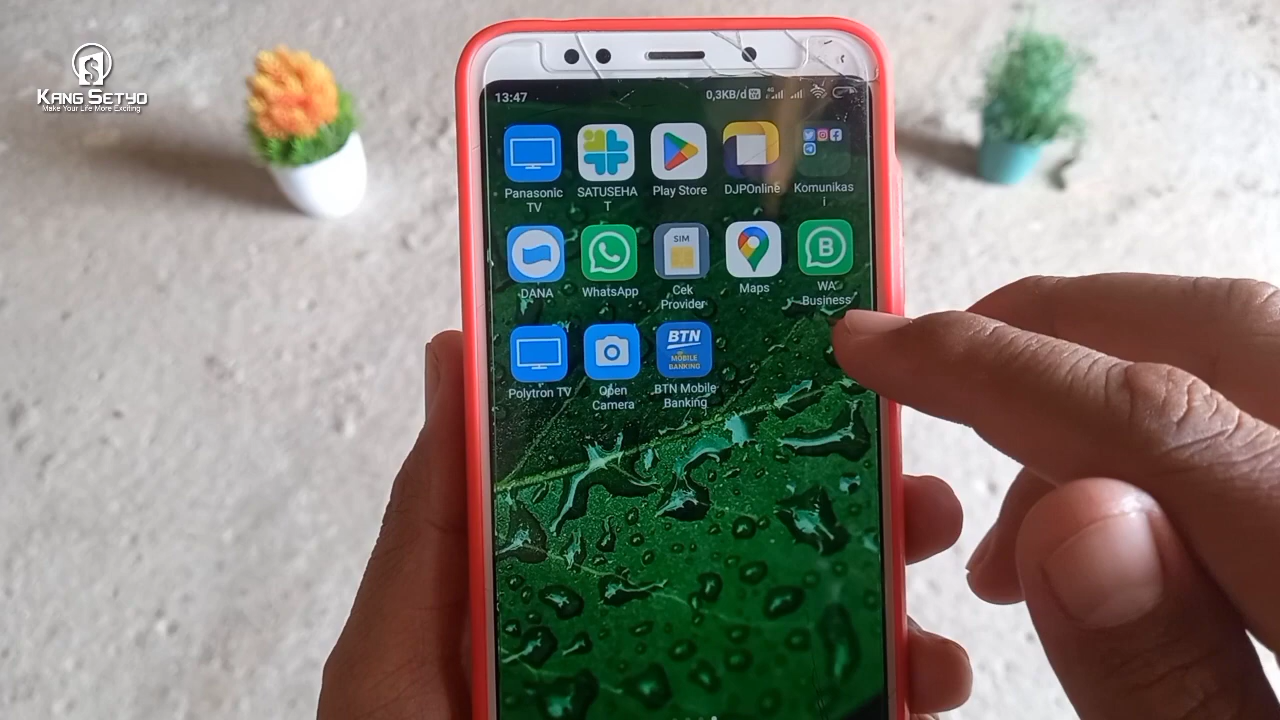 KANG SETYO
Make Your Life More Exciting
13:47
0,3KB/d
4G
Panasonic TV
SATUSEHA
T
Play Store
DJPOnline
Komunikas
i
SIM
B
DANA
WhatsApp
Cek
Provider
Maps
WA
Business
BTN
MOBILE
BANKING
Polytron TV
Open
Camera
BTN Mobile
Banking